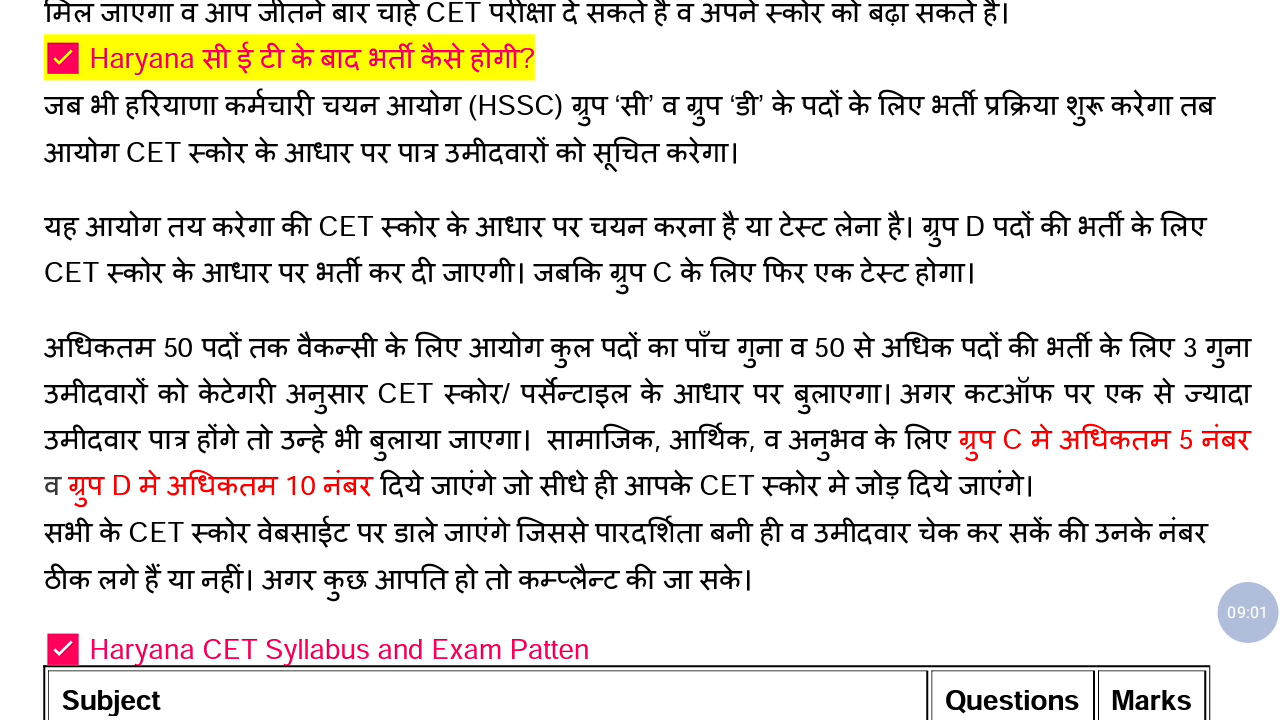 मिल जाएगा व आप जीतने बार चाहे CET परीक्षा दे सकते हैं व अपने स्कोर को बढ़ा सकते हैं।
Haryana सी ई टी के बाद भर्ती कैसे होगी?
जब भी हरियाणा कर्मचारी चयन आयोग (HSSC) ग्रुप ‘सी’ व ग्रुप ‘डी’ के पदों के लिए भर्ती प्रक्रिया शुरू करेगा तब
आयोग CET स्कोर के आधार पर पात्र उमीदवारों को सूचित करेगा।
यह आयोग तय करेगा की CET स्कोर के आधार पर चयन करना है या टेस्ट लेना है। ग्रुप D पदों की भर्ती के लिए
CET स्कोर के आधार पर भर्ती कर दी जाएगी। जबकि ग्रुप C के लिए फिर एक टेस्ट होगा।
अधिकतम 50 पदों तक वैकन्सी के लिए आयोग कुल पदों का पाँच गुना व 50 से अधिक पदों की भर्ती के लिए 3 गुना
उमीदवारों को केटेगरी अनुसार CET स्कोर/ पर्सेन्टाइल के आधार पर बुलाएगा। अगर कटऑफ पर एक से ज्यादा
उमीदवार पात्र होंगे तो उन्हे भी बुलाया जाएगा। सामाजिक, आर्थिक, व अनुभव के लिए ग्रुप C मे अधिकतम 5 नंबर
व ग्रुप D मे अधिकतम 10 नंबर दिये जाएंगे जो सीधे ही आपके CET स्कोर मे जोड़ दिये जाएंगे।
सभी के CET स्कोर वेबसाईट पर डाले जाएंगे जिससे पारदर्शिता बनी ही व उमीदवार चेक कर सकें की उनके नंबर
ठीक लगे हैं या नहीं। अगर कुछ आपति हो तो कम्प्लैन्ट की जा सके।
09:01
Haryana CET Syllabus and Exam Patten
Subject Questions Marks